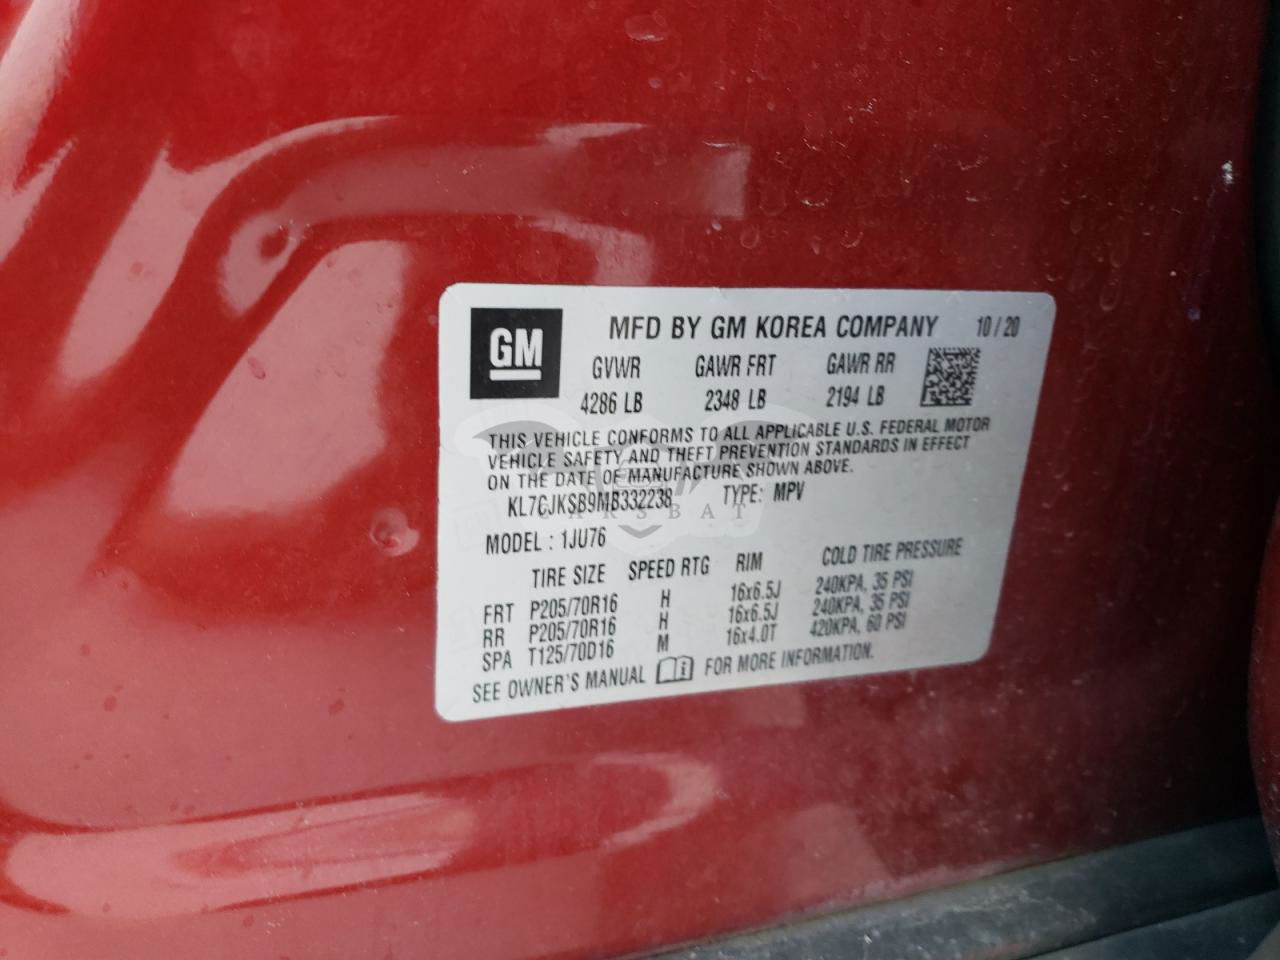 GM
MFD BY GM KOREA COMPANY 10 / 20
GVWR GAWR FRT GAWR RR
4286 LB 2348 LB 2194 LB
THIS VEHICLE CONFORMS TO ALL APPLICABLE U.S. FEDERAL MOTOR
VEHICLE SAFETY AND THEFT PREVENTION STANDARDS IN EFFECT
ON THE DATE OF MANUFACTURE SHOWN ABOVE.
KL7CJKSB9MB332238 TYPE: MPV
CARSBAT
MODEL : 1JU76
TIRE SIZE SPEED RTG RIM COLD TIRE PRESSURE
FRT P205/70R16 H 16x6.5J 240KPA, 35 PSI
RR P205/70R16 H 16x6.5J 240KPA, 35 PSI
SPA T125/70D16 M 16x4.0T 420KPA, 60 PSI
SEE OWNER'S MANUAL FOR MORE INFORMATION.